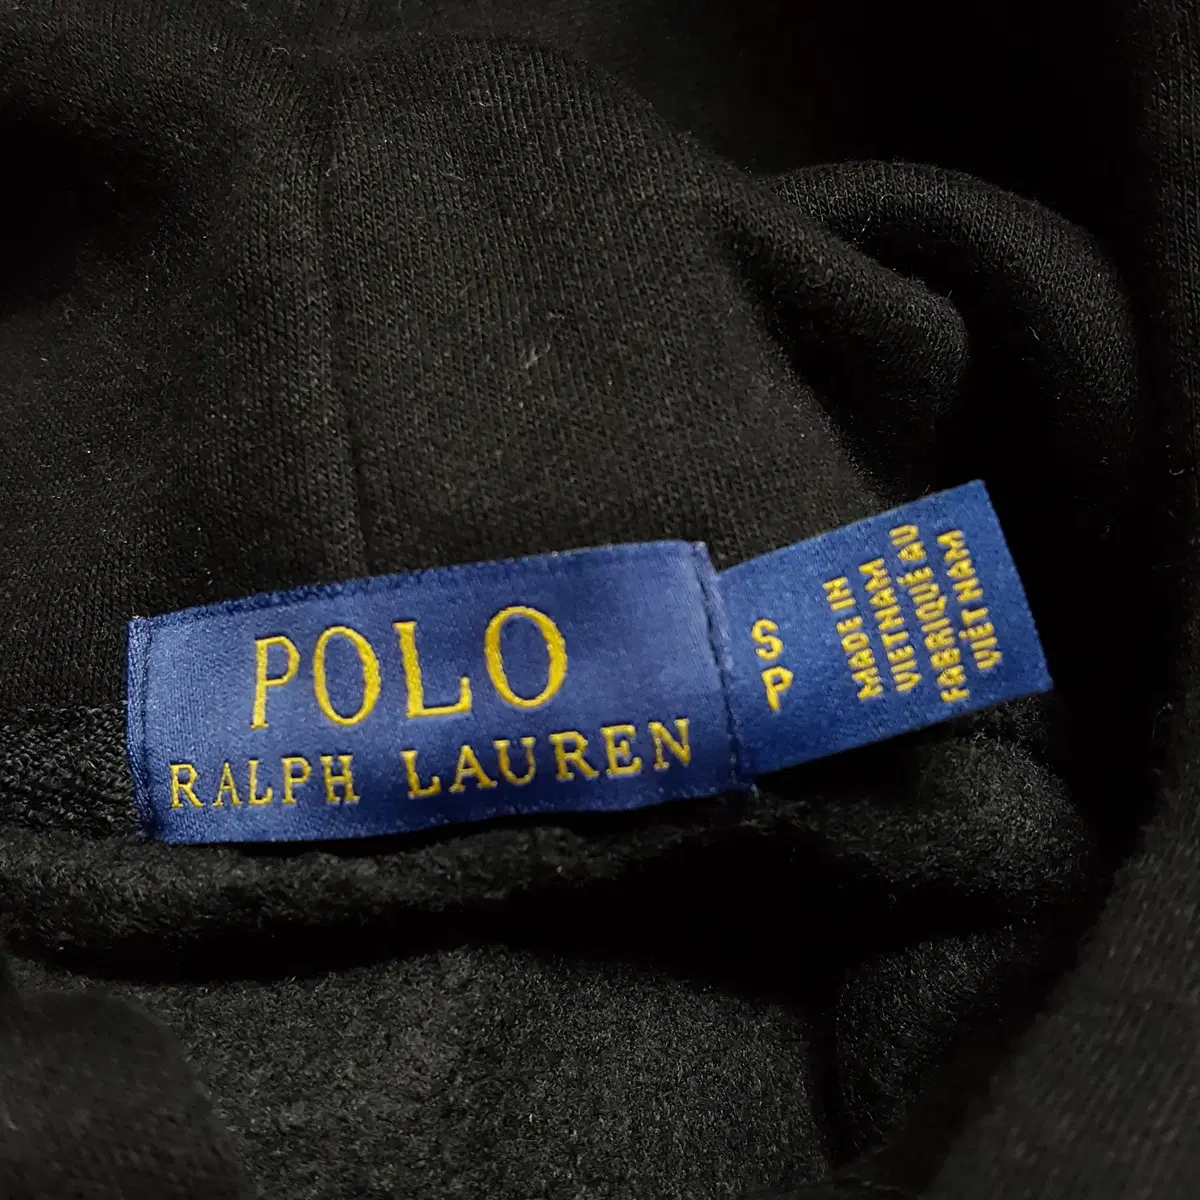 POLO
RALPH LAUREN
S
P
MADE IN
VIETNAM
FABRIQUÉ AU
VIÊT NAM